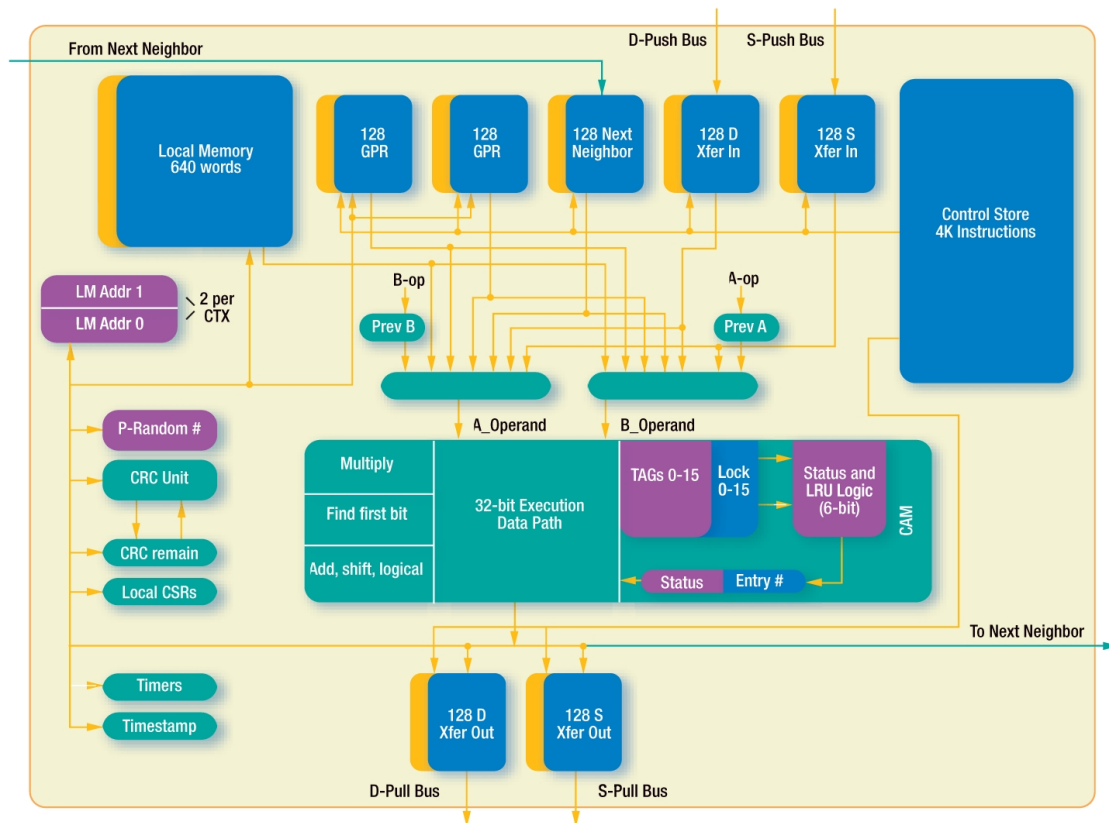 D-Push Bus
S-Push Bus
From Next Neighbor
Local Memory
640 words
128
GPR
128
GPR
128 Next
Neighbor
128 D
Xfer In
128 S
Xfer In
Control Store
4K Instructions
LM Addr 1
LM Addr 0
2 per
CTX
B-op
A-op
Prev B
Prev A
A_Operand
B_Operand
P-Random #
CRC Unit
CRC remain
Local CSRs
Timers
Timestamp
Multiply
Find first bit
Add, shift, logical
32-bit Execution
Data Path
TAGs 0-15
Lock
0-15
Status and
LRU Logic
(6-bit)
CAM
Status
Entry #
To Next Neighbor
128 D
Xfer Out
128 S
Xfer Out
D-Pull Bus
S-Pull Bus